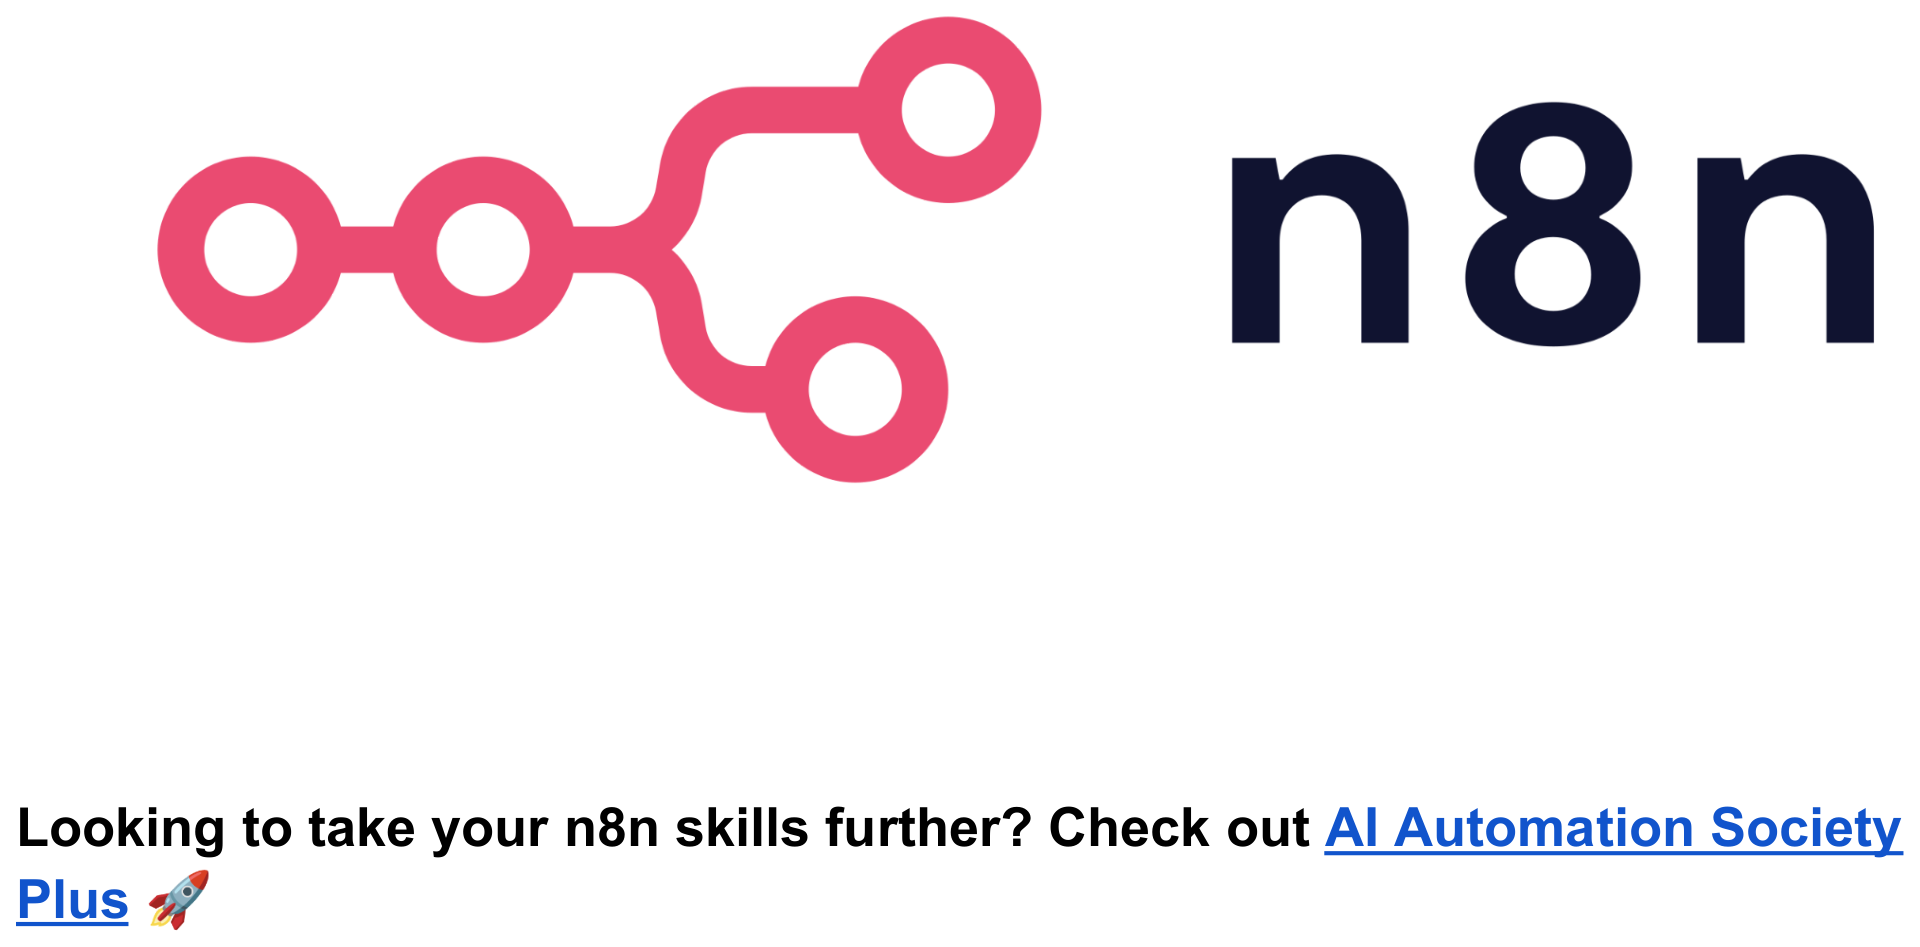 n8n
Looking to take your n8n skills further? Check out AI Automation Society
Plus 🚀